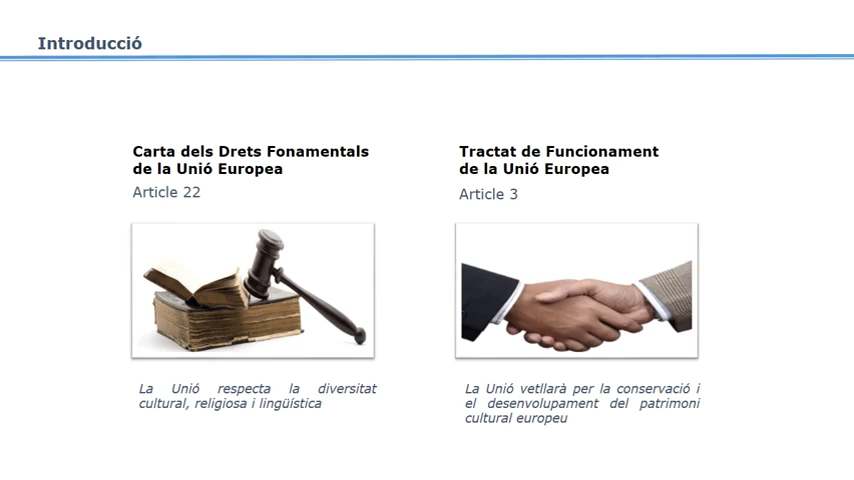 Introducció
Carta dels Drets Fonamentals
de la Unió Europea
Article 22
La Unió respecta la diversitat
cultural, religiosa i lingüística
Tractat de Funcionament
de la Unió Europea
Article 3
La Unió vetllarà per la conservació i
el desenvolupament del patrimoni
cultural europeu